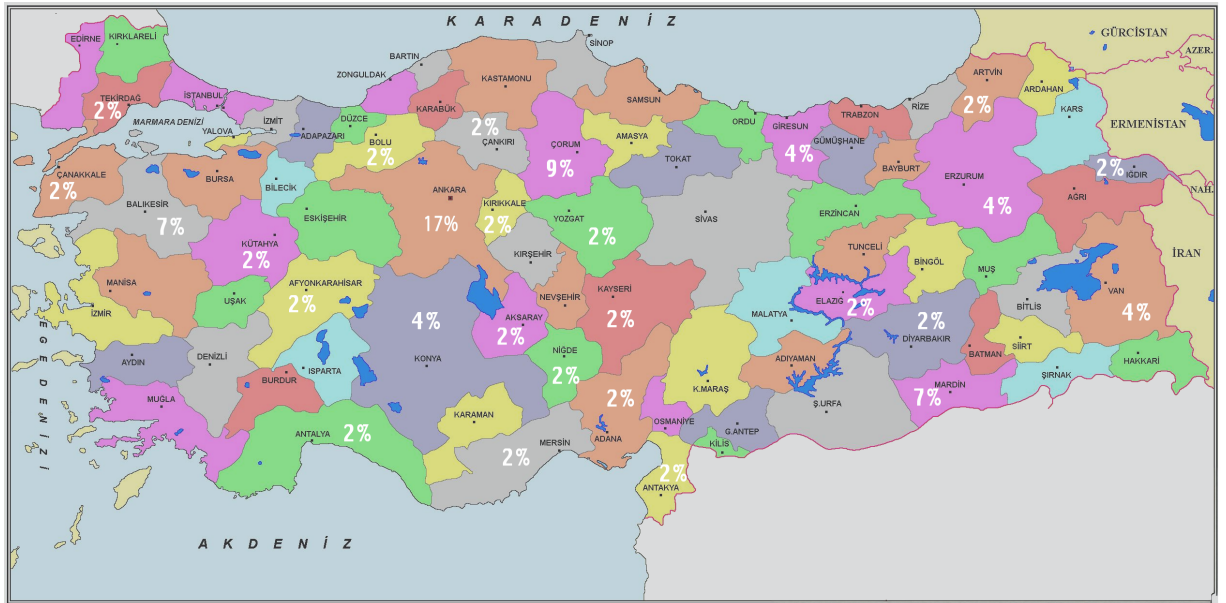 KARADENİZ
GÜRCİSTAN
AZER.
ERMENİSTAN
NAH.
İRAN
EDİRNE
KIRKLARELİ
TEKİRDAĞ
2%
İSTANBUL
MARMARA DENİZİ
YALOVA
İZMİT
ADAPAZARI
DÜZCE
BOLU
2%
ZONGULDAK
BARTIN
KARABÜK
KASTAMONU
SİNOP
2%
ÇANKIRI
ÇORUM
9%
SAMSUN
AMASYA
TOKAT
ORDU
GİRESUN
4%
TRABZON
GÜMÜŞHANE
BAYBURT
RİZE
ARTVİN
2%
ARDAHAN
KARS
2%
IĞDIR
AĞRI
ERZURUM
4%
ERZİNCAN
ÇANAKKALE
2%
BALIKESİR
7%
BURSA
BİLECİK
ESKİŞEHİR
KÜTAHYA
2%
ANKARA
17%
KIRIKKALE
2%
YOZGAT
2%
KIRŞEHİR
SİVAS
TUNCELİ
BİNGÖL
MUŞ
BİTLİS
VAN
4%
MANİSA
İZMİR
UŞAK
AFYONKARAHİSAR
2%
4%
KONYA
AKSARAY
2%
NEVŞEHİR
KAYSERİ
2%
MALATYA
ELAZIĞ
2%
2%
DİYARBAKIR
BATMAN
SİİRT
ŞIRNAK
HAKKARİ
EGE DENİZİ
AYDIN
DENİZLİ
MUĞLA
BURDUR
ISPARTA
ANTALYA
2%
KARAMAN
NİĞDE
2%
MERSİN
2%
2%
ADANA
OSMANİYE
K.MARAŞ
ADIYAMAN
G.ANTEP
KİLİS
Ş.URFA
MARDİN
7%
2%
ANTAKYA
AKDENİZ